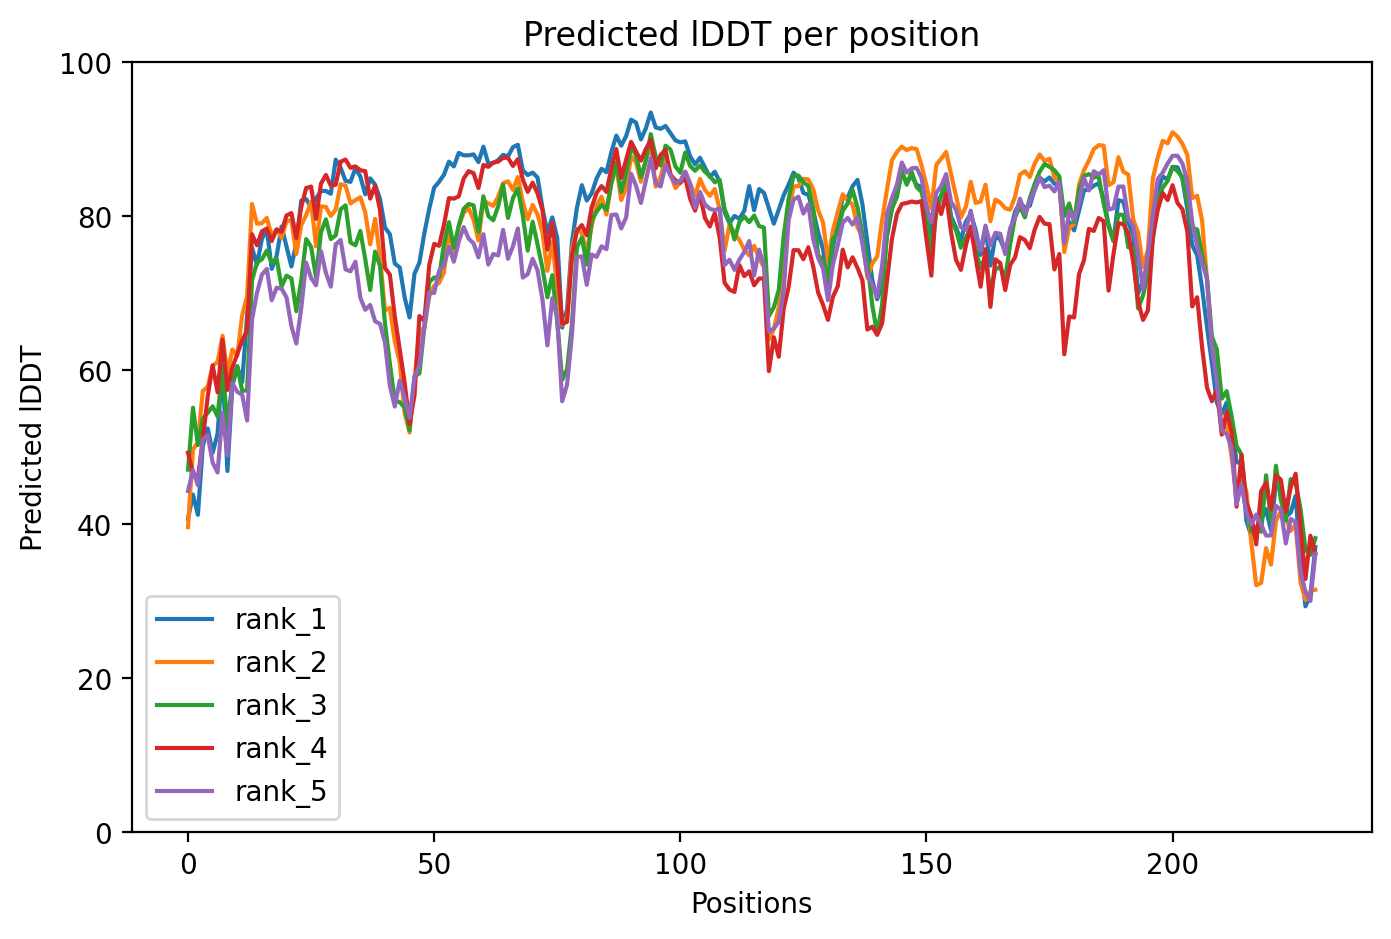 Predicted lDDT per position
100
80
60
40
20
0
Predicted lDDT
rank_1
rank_2
rank_3
rank_4
rank_5
0 50 100 150 200
Positions